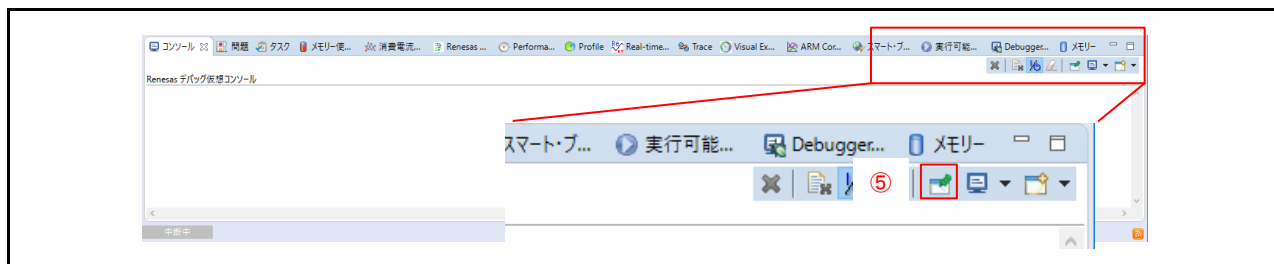 コンソール 問題 タスク メモリー使... 消費電流... Renesas ... Performa... Profile Real-time... Trace Visual Ex... ARM Cor... スマート・ブ... 実行可能... Debugger... メモリー
Renesas デバッグ仮想コンソール
スマート・ブ... 実行可能... Debugger... メモリー
⑤
中断中